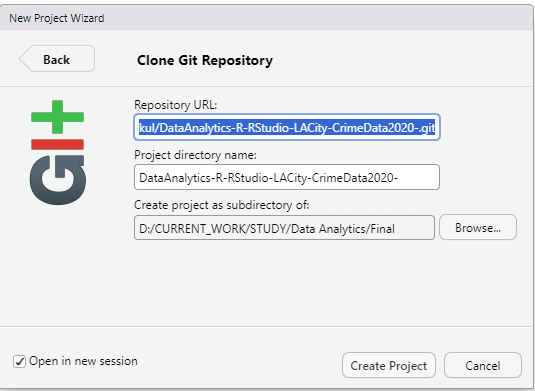 New Project Wizard
Back
Clone Git Repository
GIt
Repository URL:
kul/DataAnalytics-R-RStudio-LACity-CrimeData2020-.git
Project directory name:
DataAnalytics-R-RStudio-LACity-CrimeData2020-
Create project as subdirectory of:
D:/CURRENT_WORK/STUDY/Data Analytics/Final
Browse...
Open in new session
Create Project
Cancel